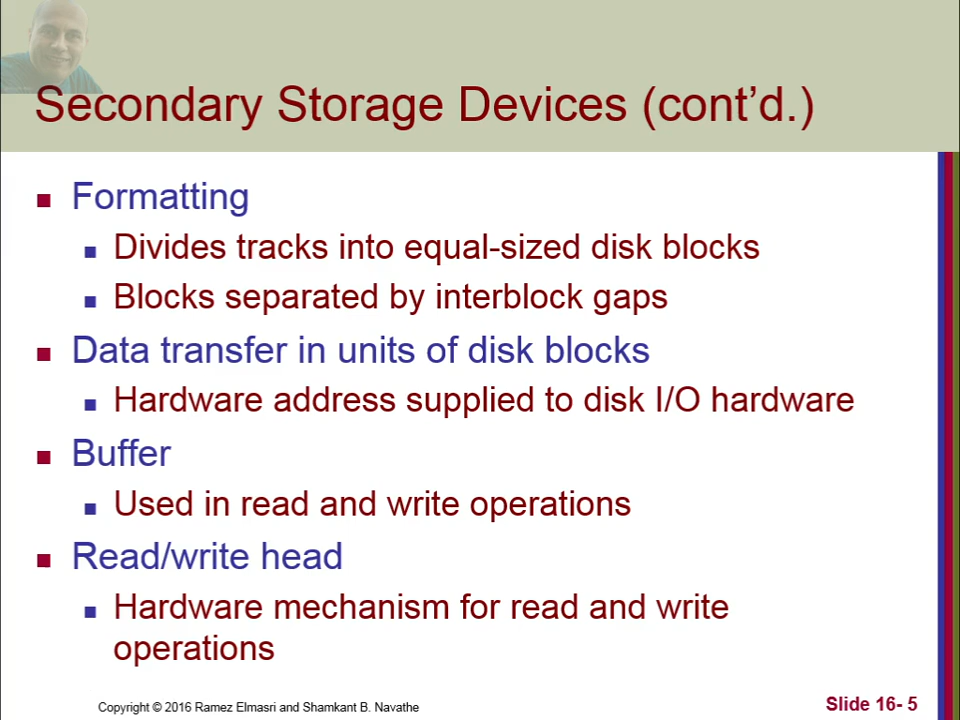 Secondary Storage Devices (cont’d.)
Formatting
Divides tracks into equal-sized disk blocks
Blocks separated by interblock gaps
Data transfer in units of disk blocks
Hardware address supplied to disk I/O hardware
Buffer
Used in read and write operations
Read/write head
Hardware mechanism for read and write
operations
Copyright © 2016 Ramez Elmasri and Shamkant B. Navathe
Slide 16- 5